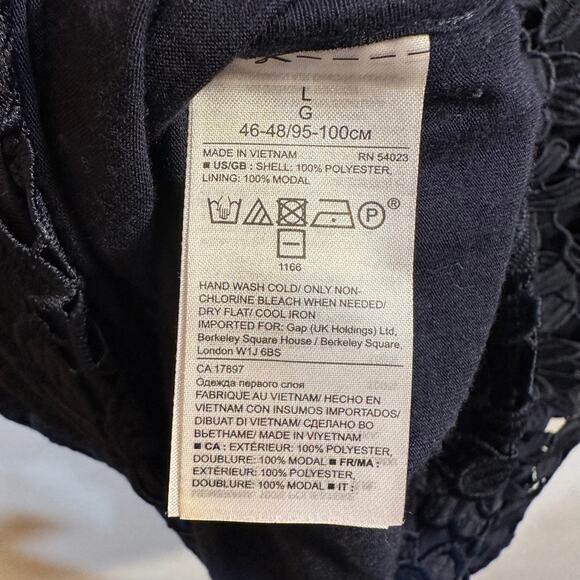 L
G
46-48/95-100CM
MADE IN VIETNAM RN 54023
■ US/GB : SHELL: 100% POLYESTER,
LINING: 100% MODAL
P®
1166
HAND WASH COLD/ ONLY NON-
CHLORINE BLEACH WHEN NEEDED/
DRY FLAT/ COOL IRON
IMPORTED FOR: Gap (UK Holdings) Ltd,
Berkeley Square House / Berkeley Square,
London W1J 6BS
CA 17897
Одежда первого слоя
FABRIQUE AU VIETNAM/ HECHO EN
VIETNAM CON INSUMOS IMPORTADOS/
DIBUAT DI VIETNAM/ СДЕЛАНО ВО
ВЬЕТНАМЕ/ MADE IN VIYETNAM
■ CA : EXTÉRIEUR: 100% POLYESTER,
DOUBLURE: 100% MODAL ■ FR/MA :
EXTÉRIEUR: 100% POLYESTER,
DOUBLURE: 100% MODAL ■ IT :